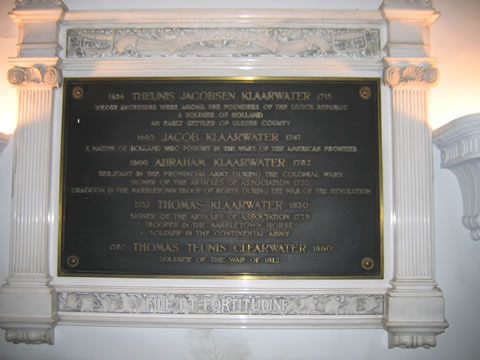 1654 THEUNIS JACOBSEN KLAARWATER 1715
WHOSE ANCESTORS WERE AMONG THE FOUNDERS OF THE DUTCH REPUBLIC
A SOLDIER OF HOLLAND
AN EARLY SETTLER OF ULSTER COUNTY
JACOB KLAARWATER 1747
A NATIVE OF HOLLAND WHO FOUGHT IN THE WARS OF THE AMERICAN FRONTIER
ABRAHAM KLAARWATER 1782
SERJEANT IN THE PROVINCIAL ARMY DURING THE COLONIAL WARS
SIGNER OF THE ARTICLES OF ASSOCIATION 1775
DRAGOON IN THE MARBLETOWN TROOP OF HORSE DURING THE WAR OF THE REVOLUTION
1752 THOMAS KLAARWATER 1820
SIGNER OF THE ARTICLES OF ASSOCIATION 1775
TROOPER IN THE MARBLETOWN HORSE
SOLDIER IN THE CONTINENTAL ARMY
1787 THOMAS TEUNIS CLEARWATER 1860
SOLDIER OF THE WAR OF 1812
FIDE ET FORTITUDINE